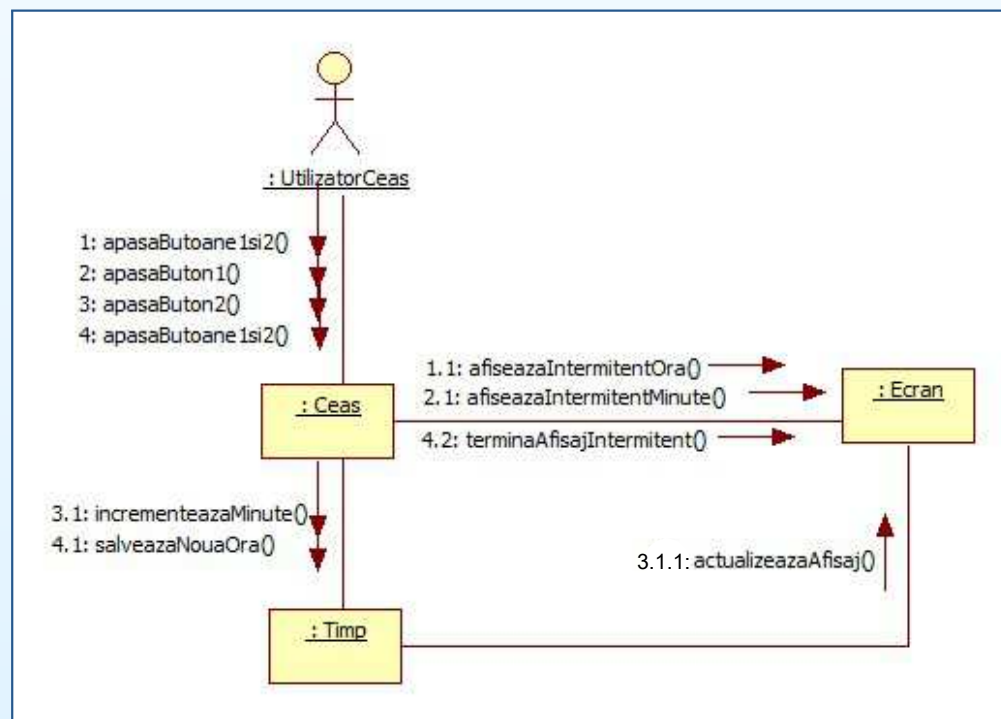 : UtilizatorCeas
1: apasaButoane1si2()
2: apasaButon1()
3: apasaButon2()
4: apasaButoane1si2()
1.1: afiseazaIntermitentOra()
: Ceas
2.1: afiseazaIntermitentMinute()
: Ecran
4.2: terminaAfisajIntermitent()
3.1: incrementeazaMinute()
4.1: salveazaNouaOra()
3.1.1: actualizeazaAfisaj()
: Timp